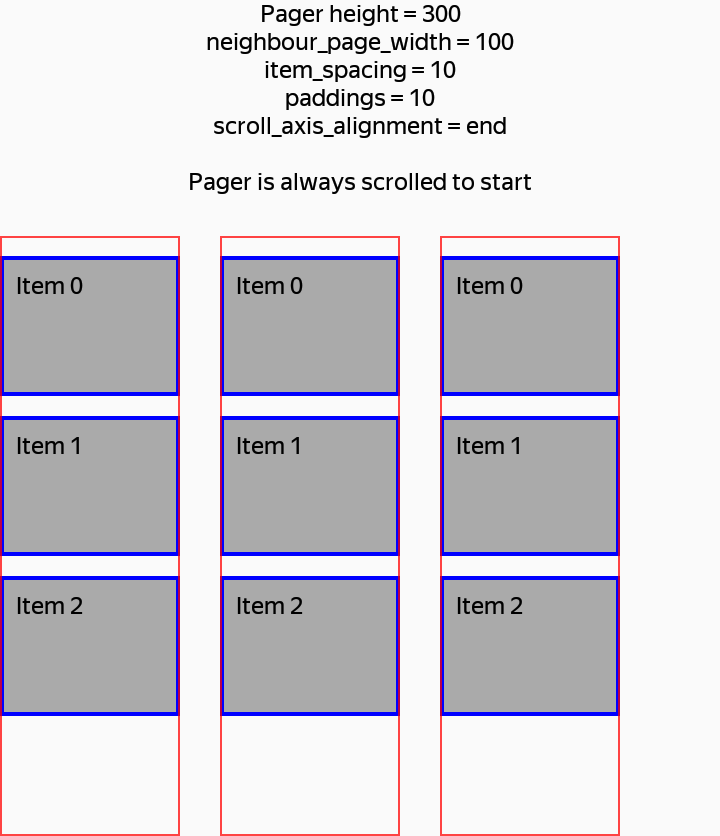 Pager height = 300
neighbour_page_width = 100
item_spacing = 10
paddings = 10
scroll_axis_alignment = end
Pager is always scrolled to start
Item 0
Item 0
Item 0
Item 1
Item 1
Item 1
Item 2
Item 2
Item 2